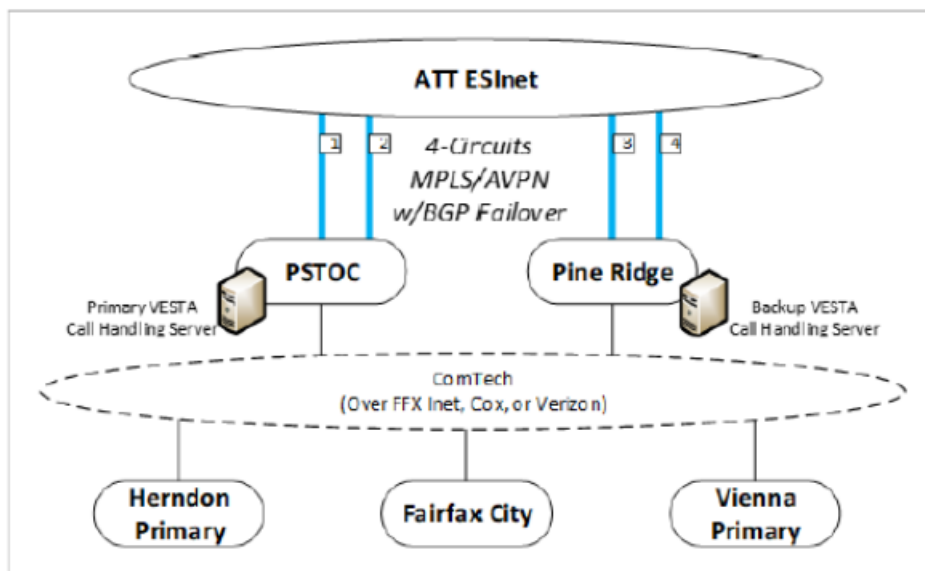 ATT ESInet
1
2
3
4
4-Circuits
MPLS/AVPN
w/BGP Failover
PSTOC
Pine Ridge
Primary VESTA
Call Handling Server
Backup VESTA
Call Handling Server
ComTech
(Over FFX Inet, Cox, or Verizon)
Herndon
Primary
Fairfax City
Vienna
Primary